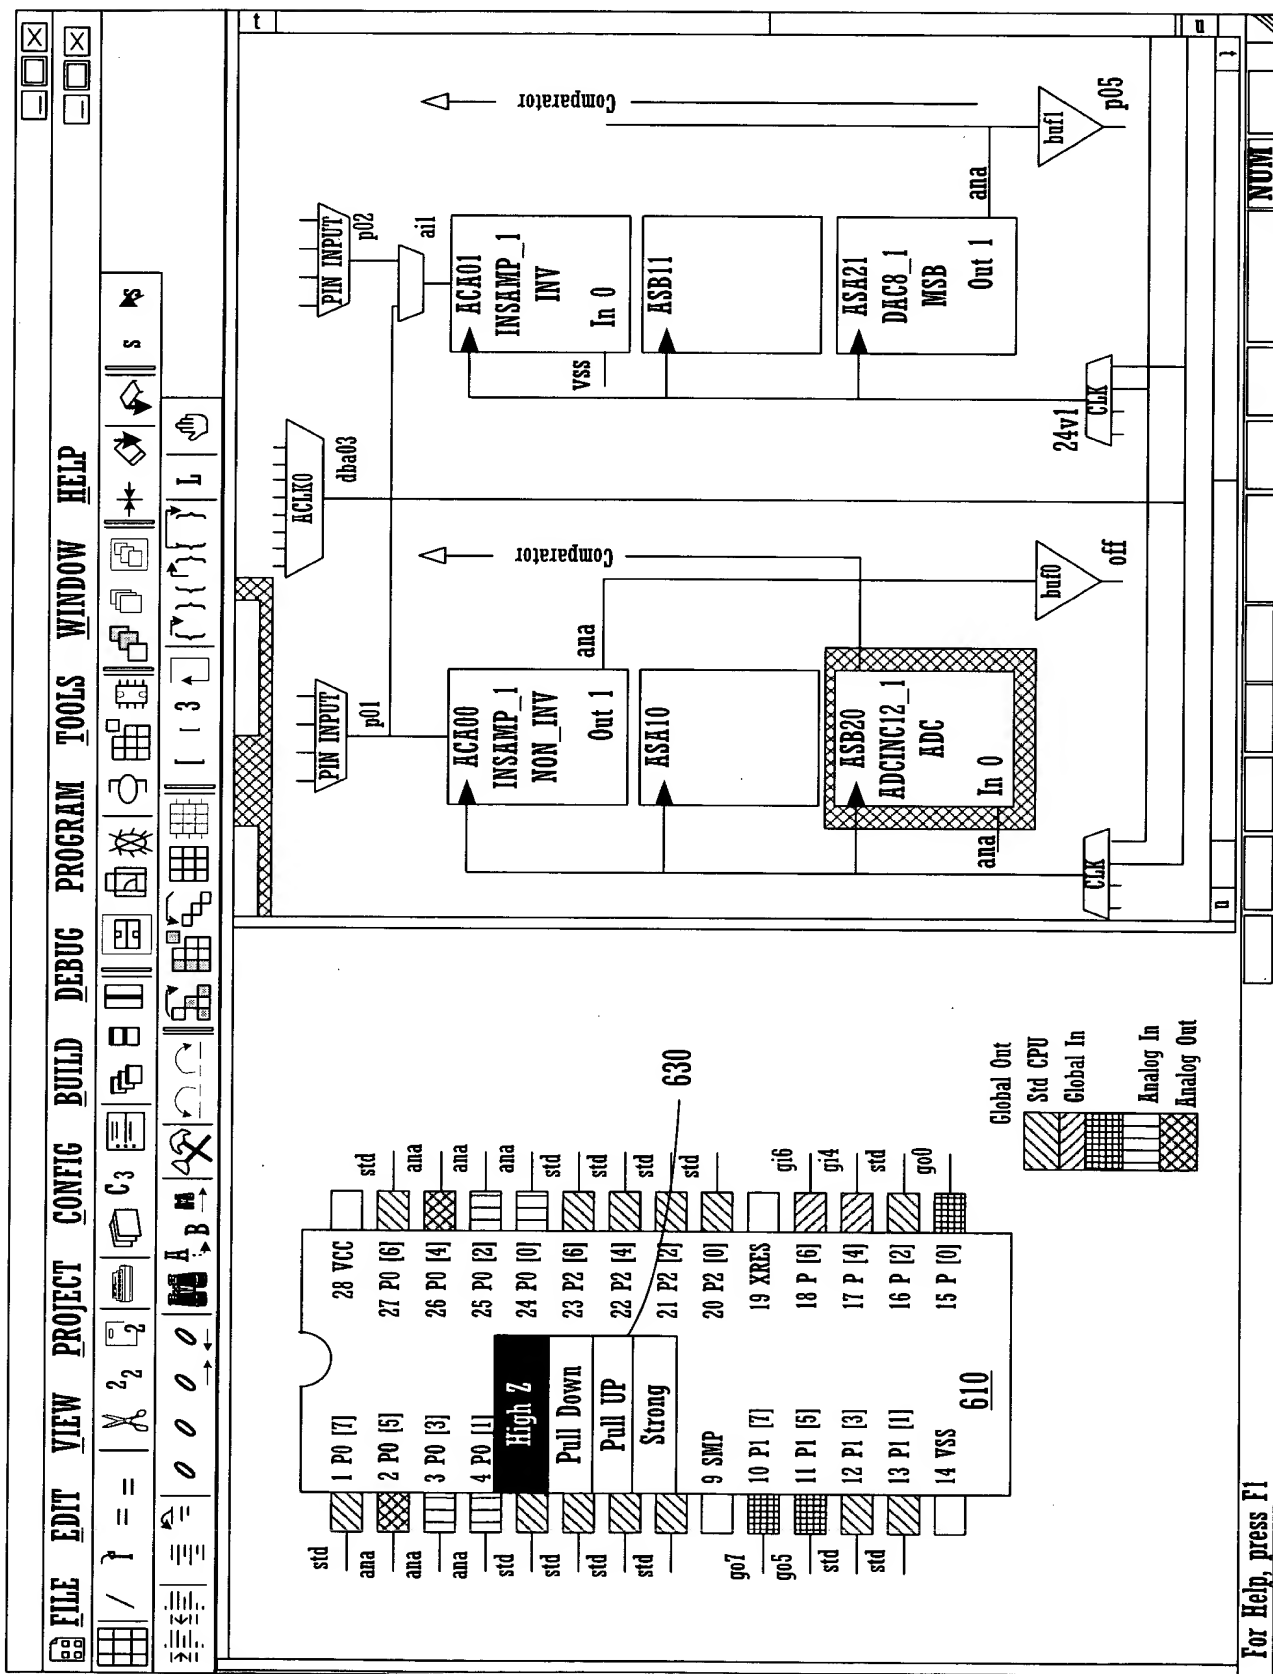 FILE EDIT VIEW PROJECT CONFIG BUILD DEBUG PROGRAM TOOLS WINDOW HELP
2 2
2
C 3
s
s
A
B
[ [ 3
L
1 P0 [7]
2 P0 [5]
3 P0 [3]
4 P0 [1]
High Z
Pull Down
Pull UP
Strong
9 SMP
10 P1 [7]
11 P1 [5]
12 P1 [3]
13 P1 [1]
14 VSS
std
ana
ana
ana
std
std
std
std
go7
go5
std
std
28 VCC
27 P0 [6]
26 P0 [4]
25 P0 [2]
24 P0 [0]
23 P2 [6]
22 P2 [4]
21 P2 [2]
20 P2 [0]
19 XRES
18 P [6]
17 P [4]
16 P [2]
15 P [0]
std
ana
ana
ana
std
std
std
std
gi6
gi4
std
go0
610
630
Global Out
Std CPU
Global In
Analog In
Analog Out
PIN INPUT
p01
ACLK0
dba03
PIN INPUT
p02
ai1
ACA00
INSAMP_1
NON_INV
Out 1
ana
ASA10
ASB20
ADCINC12_1
ADC
In 0
ana
Comparator
buf0
off
CLK
ACA01
INSAMP_1
INV
In 0
vss
ASB11
ASA21
DAC8_1
MSB
Out 1
ana
Comparator
buf1
p05
24v1
CLK
t
u
u
t
For Help, press F1
NUM